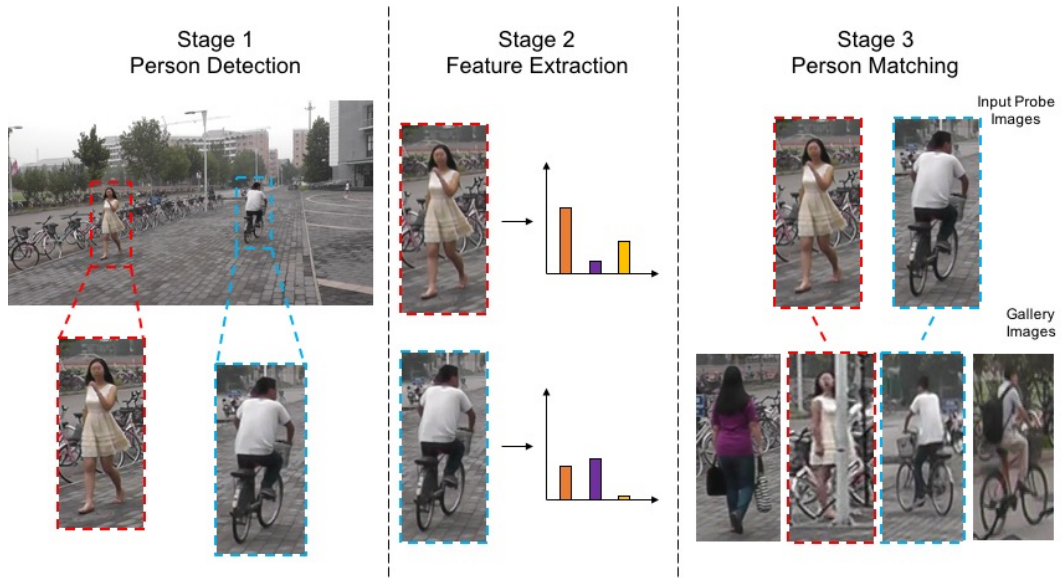 Stage 1
Person Detection
Stage 2
Feature Extraction
Stage 3
Person Matching
Input Probe
Images
Gallery
Images